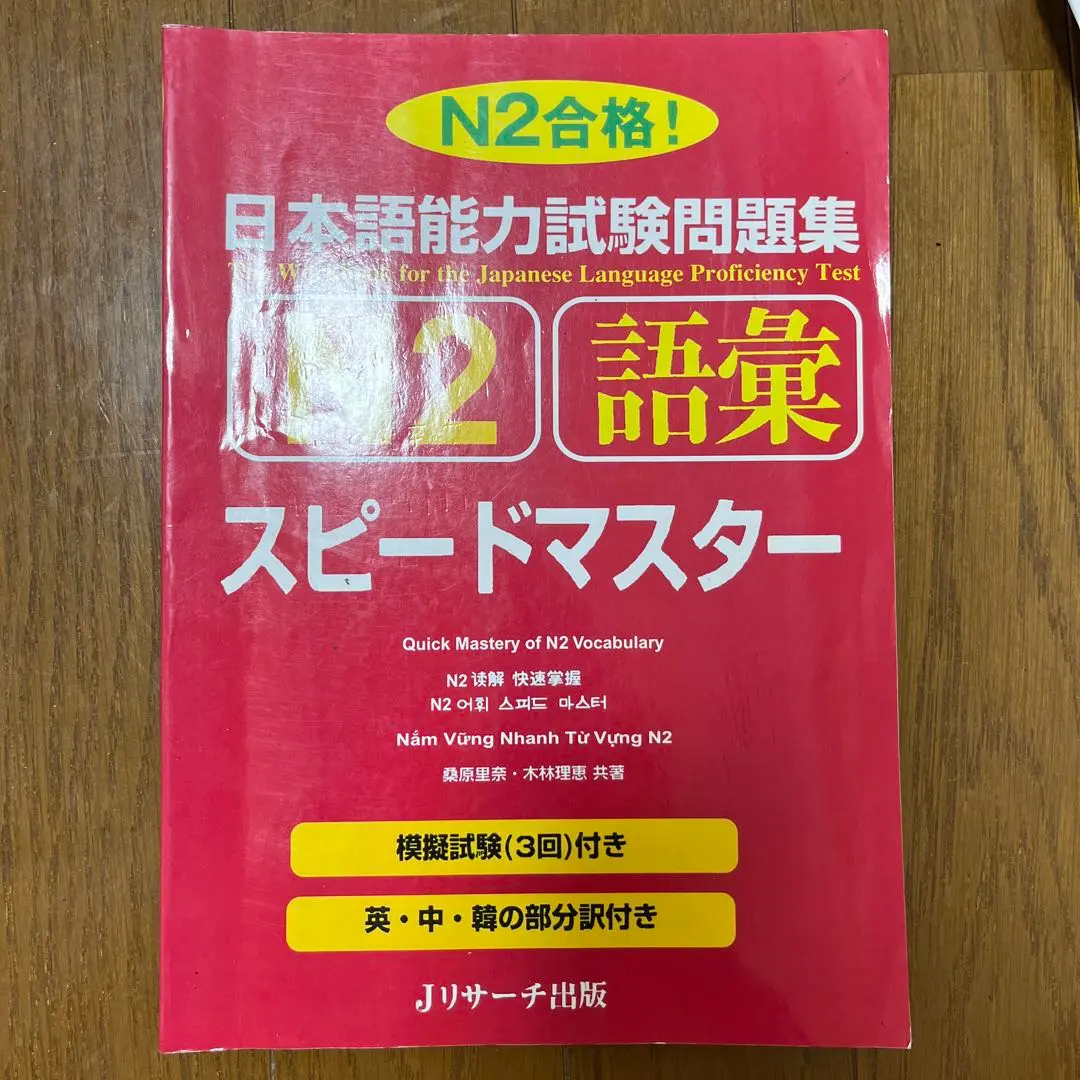 N2合格!
日本語能力試験問題集
The Workbook for the Japanese Language Proficiency Test
N2 語彙
スピードマスター
Quick Mastery of N2 Vocabulary
N2 读解 快速掌握
N2 어휘 스피드 마스터
Nắm Vững Nhanh Từ Vựng N2
桑原里奈・木林理恵 共著
模擬試験(3回)付き
英・中・韓の部分訳付き
Jリサーチ出版